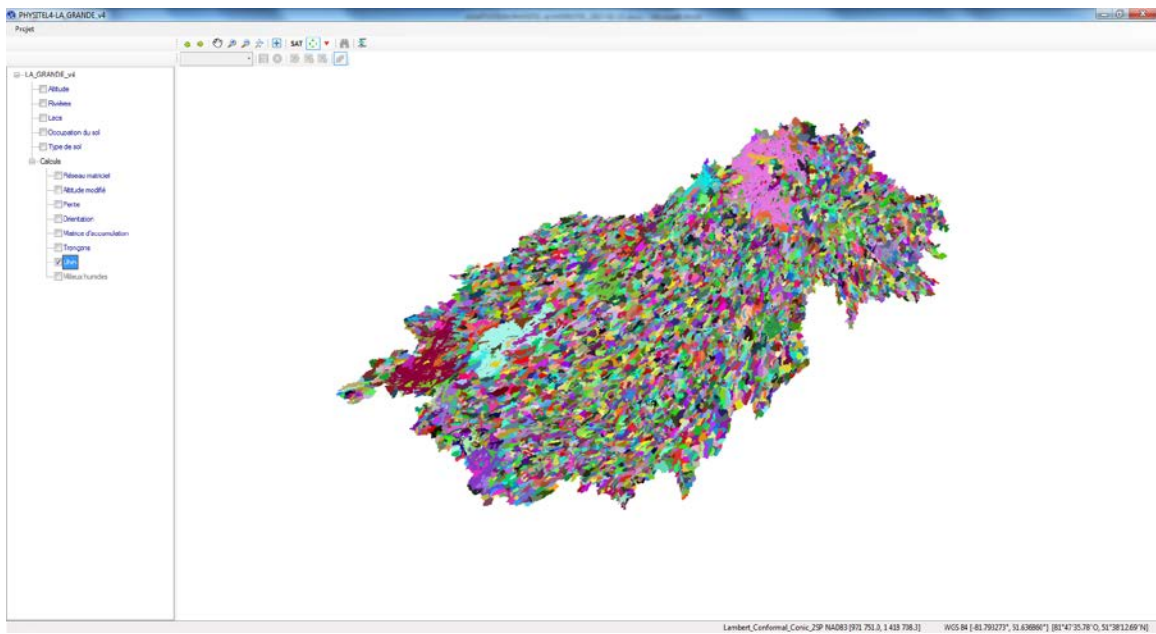 PHYSITEL4-LA_GRANDE_v4
Projet
SAT
LA_GRANDE_v4
Altitude
Rivières
Lacs
Occupation du sol
Type de sol
Calculs
Réseau matriciel
Altitude modifié
Pente
Orientation
Matrice d'accumulation
Tronçons
Uhrh
Milieux humides
Lambert_Conformal_Conic_2SP NAD83 [971 751.0, 1 413 738.3] WGS 84 [-81.793273°, 51.636860°] [81°47'35.78"O, 51°38'12.69"N]